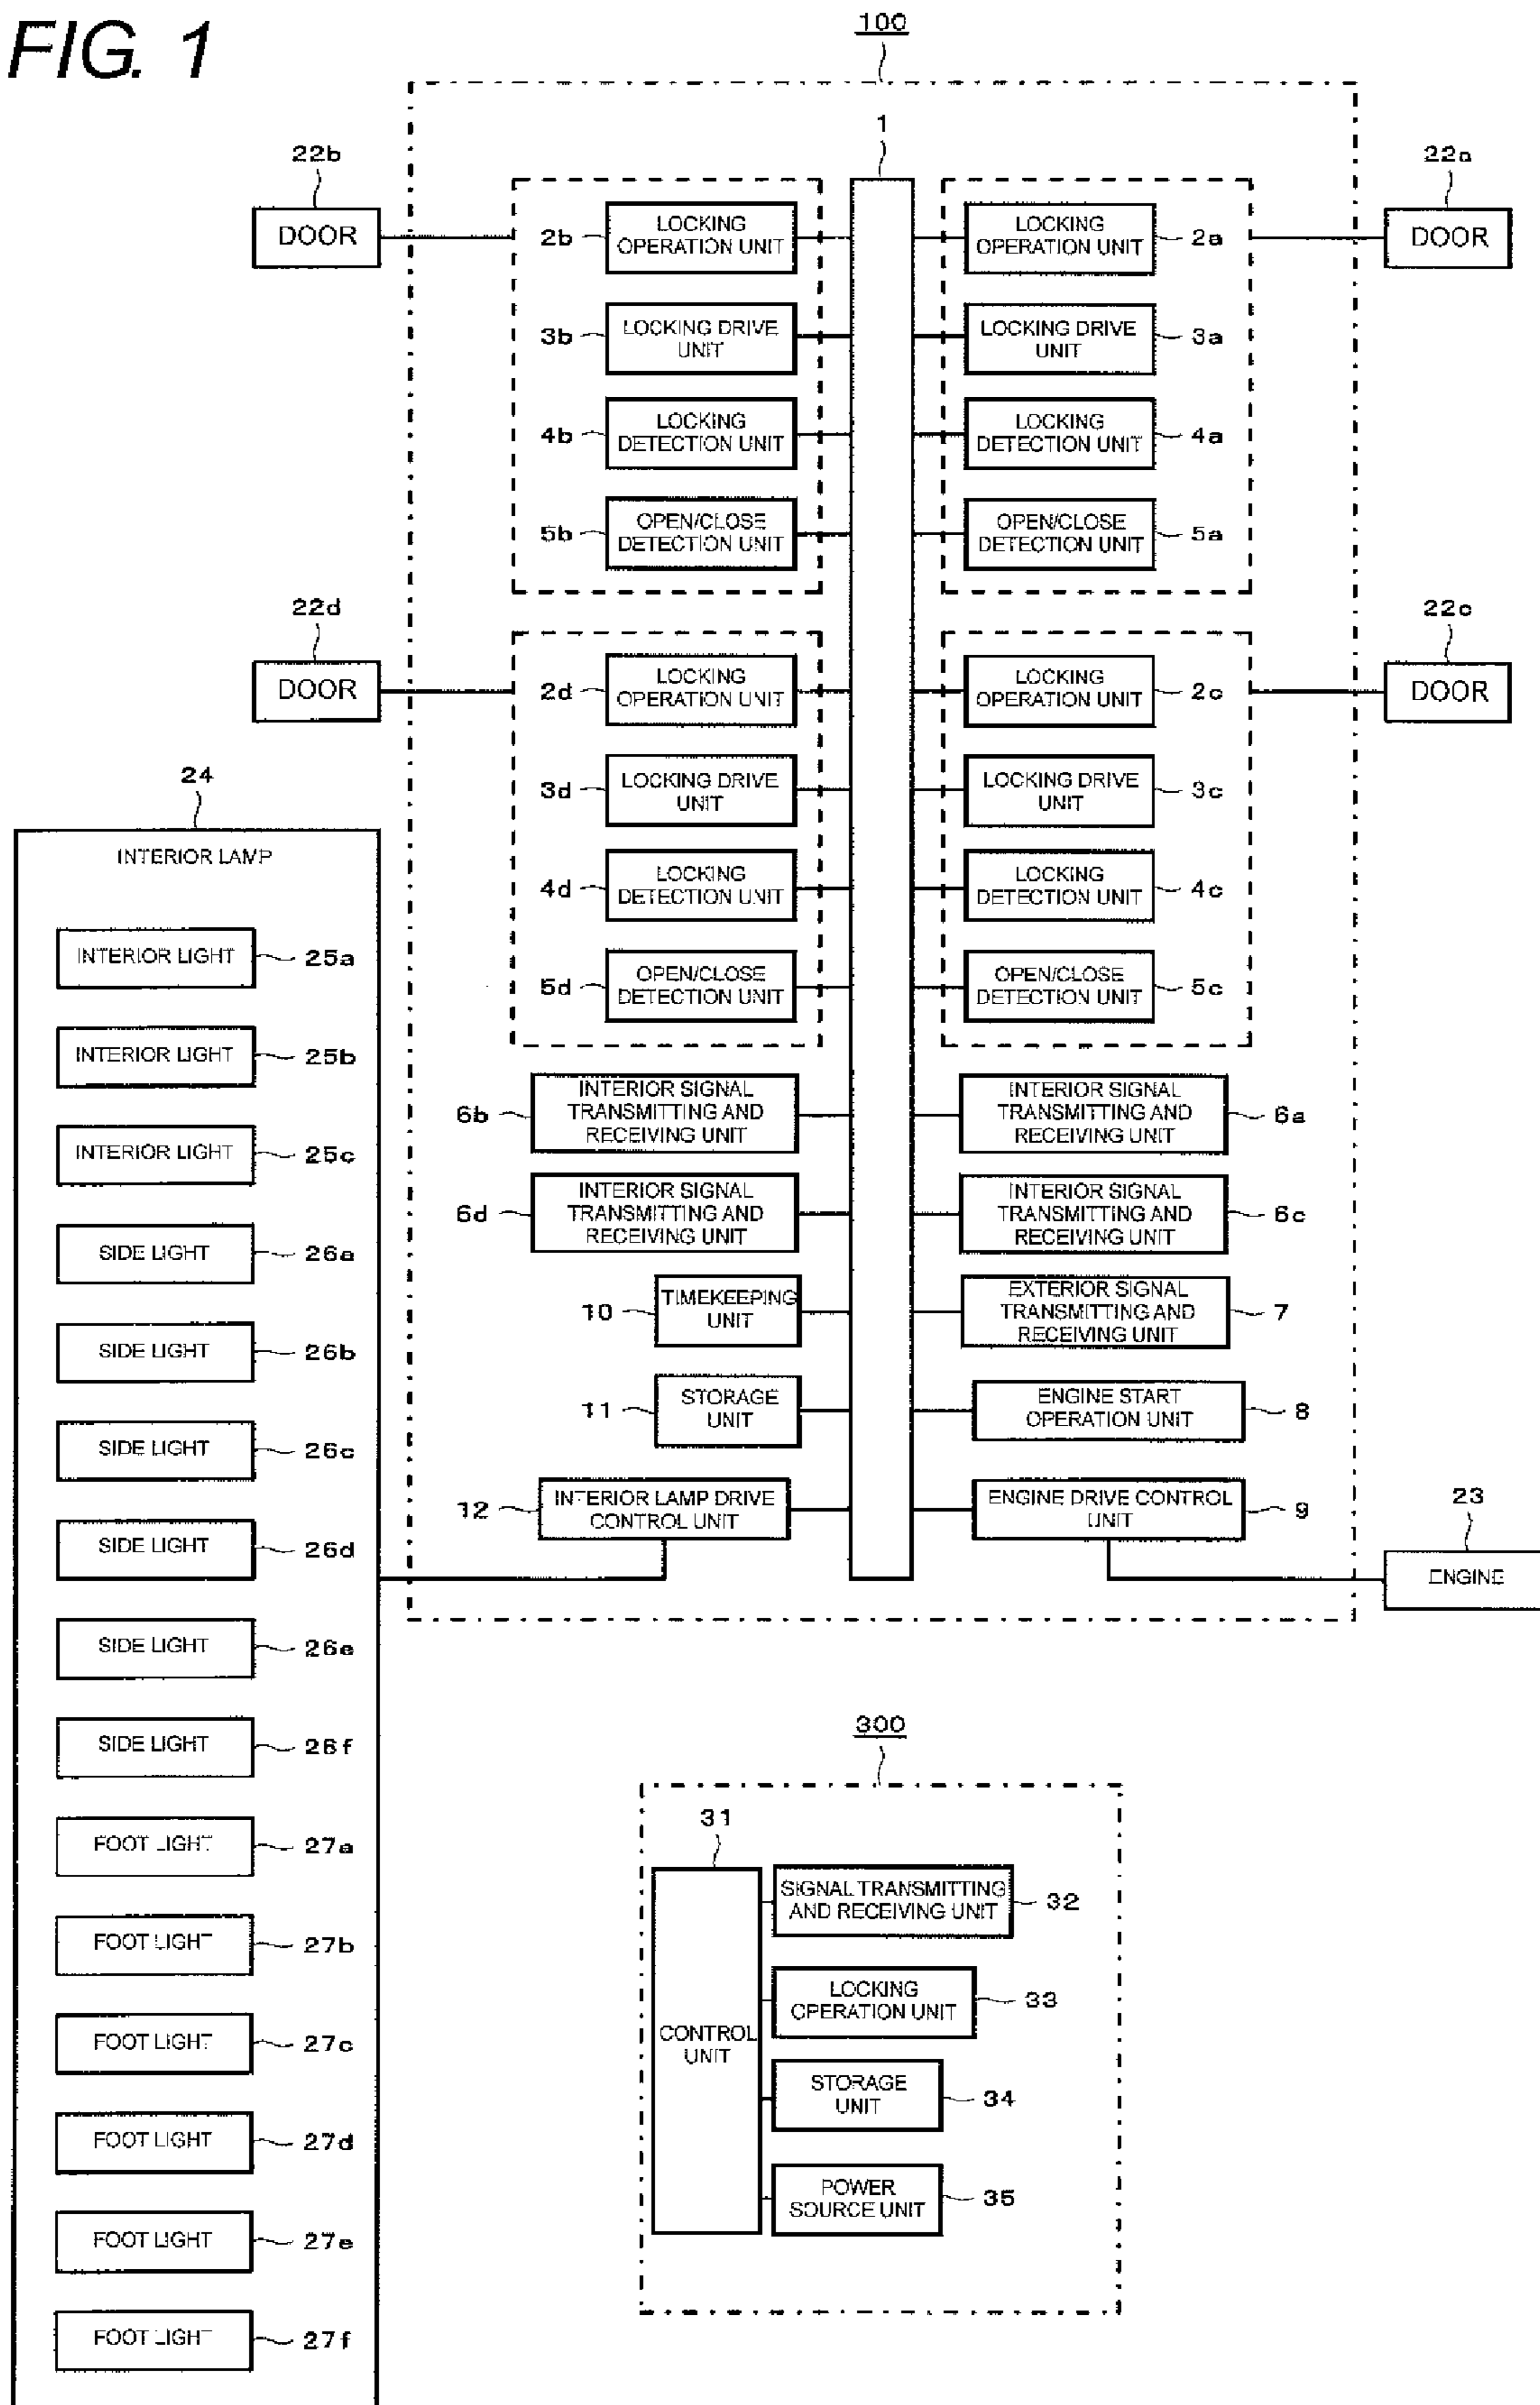 FIG. 1
100
1
22b
22a
DOOR
2b
LOCKING
OPERATION UNIT
LOCKING
OPERATION UNIT
2a
DOOR
3b
LOCKING DRIVE
UNIT
LOCKING DRIVE
UNIT
3a
4b
LOCKING
DETECTION UNIT
LOCKING
DETECTION UNIT
4a
5b
OPEN/CLOSE
DETECTION UNIT
OPEN/CLOSE
DETECTION UNIT
5a
22d
22c
DOOR
2d
LOCKING
OPERATION UNIT
LOCKING
OPERATION UNIT
2c
DOOR
3d
LOCKING DRIVE
UNIT
LOCKING DRIVE
UNIT
3c
4d
LOCKING
DETECTION UNIT
LOCKING
DETECTION UNIT
4c
5d
OPEN/CLOSE
DETECTION UNIT
OPEN/CLOSE
DETECTION UNIT
5c
6b
INTERIOR SIGNAL
TRANSMITTING AND
RECEIVING UNIT
INTERIOR SIGNAL
TRANSMITTING AND
RECEIVING UNIT
6a
6d
INTERIOR SIGNAL
TRANSMITTING AND
RECEIVING UNIT
INTERIOR SIGNAL
TRANSMITTING AND
RECEIVING UNIT
6c
10
TIMEKEEPING
UNIT
EXTERIOR SIGNAL
TRANSMITTING AND
RECEIVING UNIT
7
11
STORAGE
UNIT
ENGINE START
OPERATION UNIT
8
12
INTERIOR LAMP DRIVE
CONTROL UNIT
ENGINE DRIVE CONTROL
UNIT
9
23
ENGINE
24
INTERIOR LAMP
INTERIOR LIGHT
25a
INTERIOR LIGHT
25b
INTERIOR LIGHT
25c
SIDE LIGHT
26a
SIDE LIGHT
26b
SIDE LIGHT
26c
SIDE LIGHT
26d
SIDE LIGHT
26e
SIDE LIGHT
26f
FOOT LIGHT
27a
FOOT LIGHT
27b
FOOT LIGHT
27c
FOOT LIGHT
27d
FOOT LIGHT
27e
FOOT LIGHT
27f
300
31
CONTROL
UNIT
SIGNAL TRANSMITTING
AND RECEIVING UNIT
32
LOCKING
OPERATION UNIT
33
STORAGE
UNIT
34
POWER
SOURCE UNIT
35